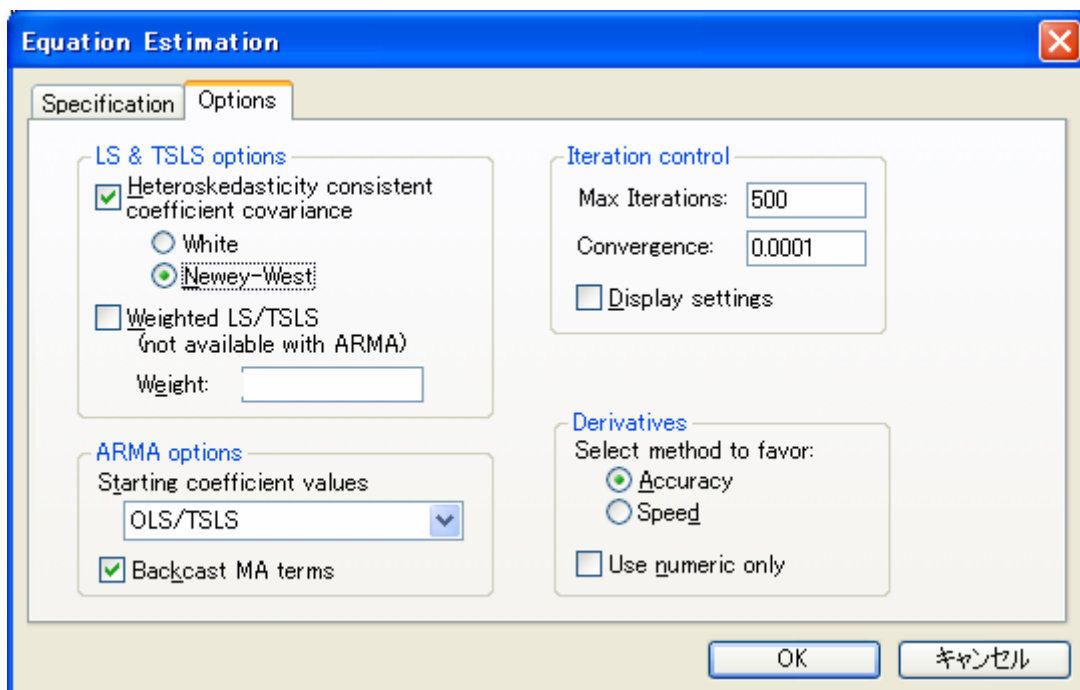 Equation Estimation
Specification
Options
LS & TSLS options
Heteroskedasticity consistent
coefficient covariance
White
Newey-West
Weighted LS/TSLS
(not available with ARMA)
Weight:
ARMA options
Starting coefficient values
OLS/TSLS
Backcast MA terms
Iteration control
Max Iterations: 500
Convergence: 0.0001
Display settings
Derivatives
Select method to favor:
Accuracy
Speed
Use numeric only
OK
キャンセル